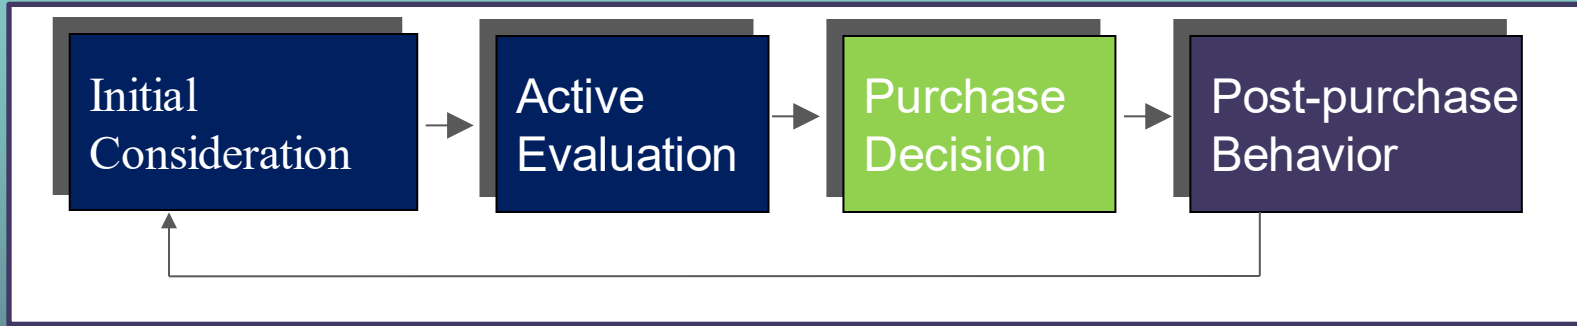 Initial
Consideration
Active
Evaluation
Purchase
Decision
Post-purchase
Behavior